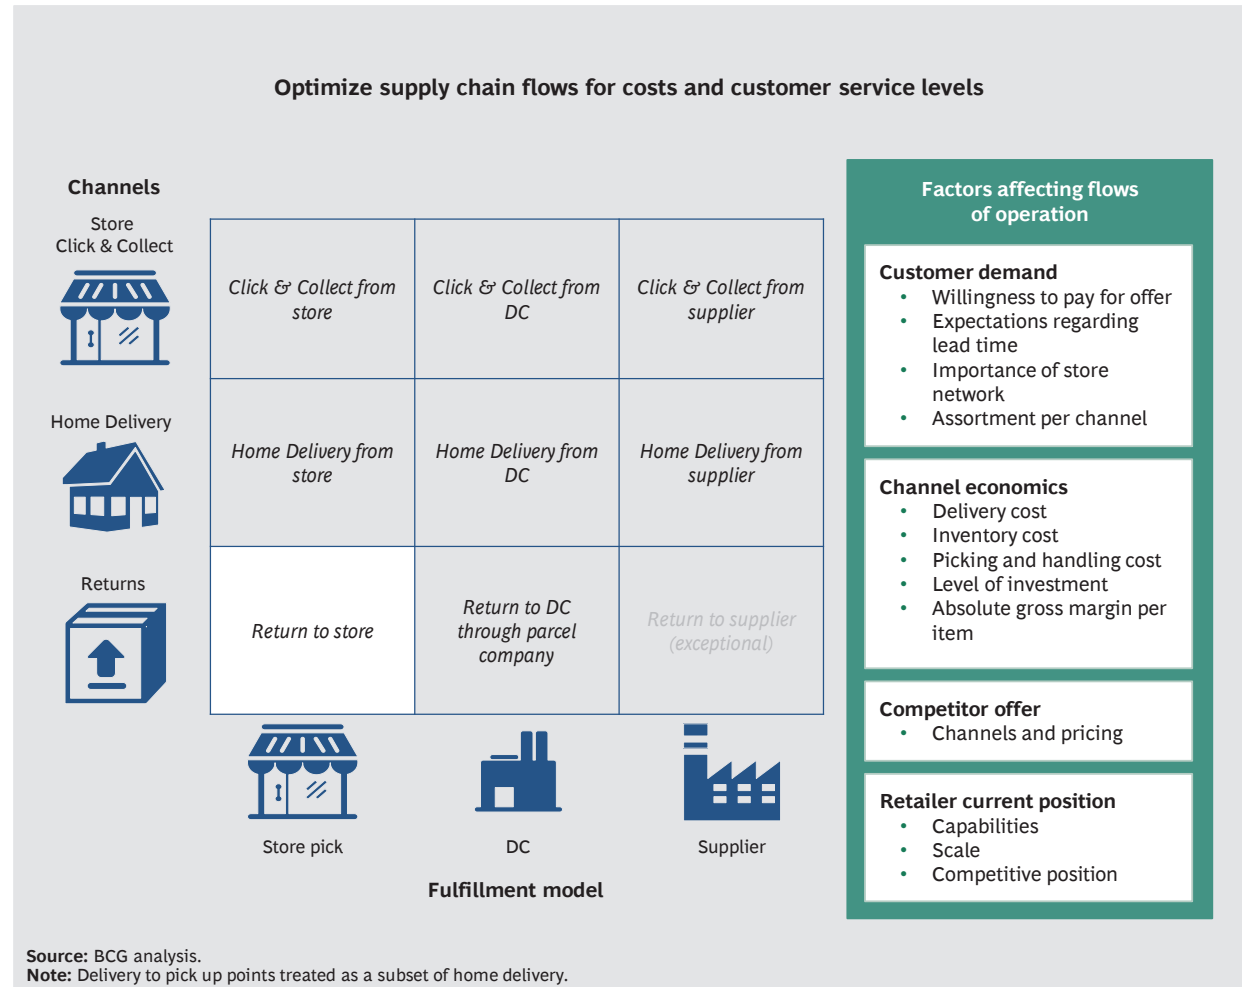 Optimize supply chain flows for costs and customer service levels
Channels
Store
Click & Collect
Click & Collect from
store
Click & Collect from
DC
Click & Collect from
supplier
Home Delivery
Home Delivery from
store
Home Delivery from
DC
Home Delivery from
supplier
Returns
Return to store
Return to DC
through parcel
company
Return to supplier
(exceptional)
Store pick
DC
Supplier
Fulfillment model
Factors affecting flows
of operation
Customer demand
• Willingness to pay for offer
• Expectations regarding
lead time
• Importance of store
network
• Assortment per channel
Channel economics
• Delivery cost
• Inventory cost
• Picking and handling cost
• Level of investment
• Absolute gross margin per
item
Competitor offer
• Channels and pricing
Retailer current position
• Capabilities
• Scale
• Competitive position
Source: BCG analysis.
Note: Delivery to pick up points treated as a subset of home delivery.